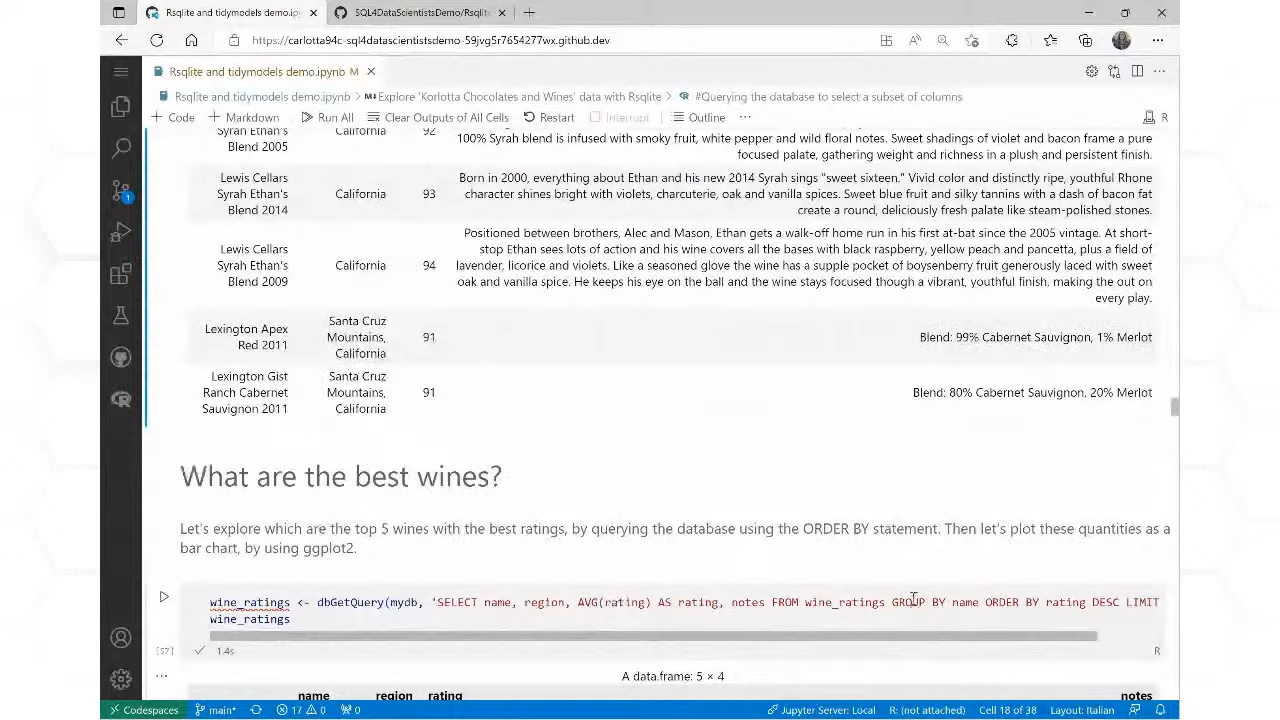 Rsqlite and tidymodels demo.ipy
SQL4DataScientistsDemo/Rsqlite
https://carlotta94c-sql4datascientistsdemo-59jvg5r7654277wx.github.dev
Rsqlite and tidymodels demo.ipynb M
Rsqlite and tidymodels demo.ipynb > M↓Explore 'Korlotta Chocolates and Wines' data with Rsqlite > #Querying the database to select a subset of columns
+ Code + Markdown Run All Clear Outputs of All Cells Restart Interrupt Outline ... R
Syrah Ethan's
Blend 2005
California
92
100% Syrah blend is infused with smoky fruit, white pepper and wild floral notes. Sweet shadings of violet and bacon frame a pure
focused palate, gathering weight and richness in a plush and persistent finish.
Lewis Cellars
Syrah Ethan's
Blend 2014
California
93
Born in 2000, everything about Ethan and his new 2014 Syrah sings "sweet sixteen." Vivid color and distinctly ripe, youthful Rhone
character shines bright with violets, charcuterie, oak and vanilla spices. Sweet blue fruit and silky tannins with a dash of bacon fat
create a round, deliciously fresh palate like steam-polished stones.
Lewis Cellars
Syrah Ethan's
Blend 2009
California
94
Positioned between brothers, Alec and Mason, Ethan gets a walk-off home run in his first at-bat since the 2005 vintage. At short-
stop Ethan sees lots of action and his wine covers all the bases with black raspberry, yellow peach and pancetta, plus a field of
lavender, licorice and violets. Like a seasoned glove the wine has a supple pocket of boysenberry fruit generously laced with sweet
oak and vanilla spice. He keeps his eye on the ball and the wine stays focused though a vibrant, youthful finish, making the out on
every play.
Lexington Apex
Red 2011
Santa Cruz
Mountains,
California
91
Blend: 99% Cabernet Sauvignon, 1% Merlot
Lexington Gist
Ranch Cabernet
Sauvignon 2011
Santa Cruz
Mountains,
California
91
Blend: 80% Cabernet Sauvignon, 20% Merlot
What are the best wines?
Let's explore which are the top 5 wines with the best ratings, by querying the database using the ORDER BY statement. Then let's plot these quantities as a
bar chart, by using ggplot2.
wine_ratings <- dbGetQuery(mydb, 'SELECT name, region, AVG(rating) AS rating, notes FROM wine_ratings GROUP BY name ORDER BY rating DESC LIMIT
wine_ratings
[57] ✓ 1.4s R
... A data.frame: 5 × 4
name region rating notes
Codespaces main* 17 0 0 Jupyter Server: Local R: (not attached) Cell 18 of 38 Layout: Italian